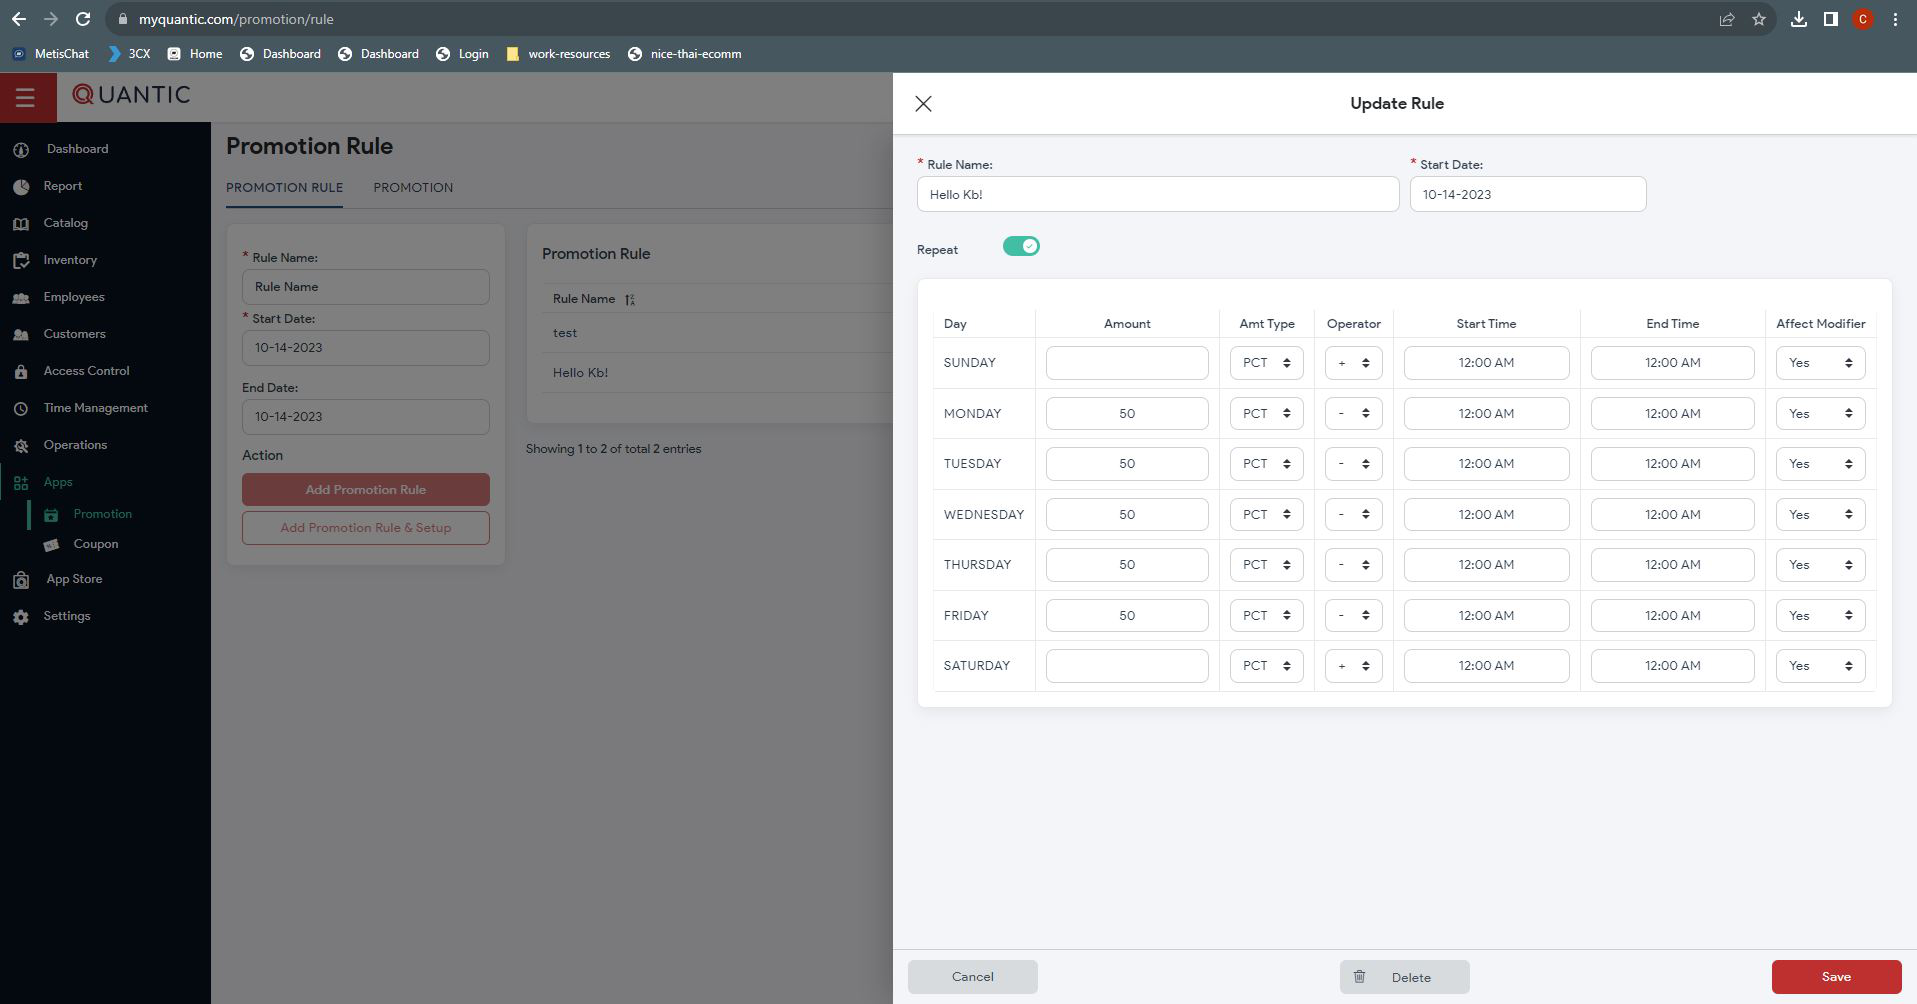 myquantic.com/promotion/rule
C
MetisChat
3CX
Home
Dashboard
Dashboard
Login
work-resources
nice-thai-ecomm
QUANTIC
Dashboard
Report
Catalog
Inventory
Employees
Customers
Access Control
Time Management
Operations
Apps
Promotion
Coupon
App Store
Settings
Promotion Rule
PROMOTION RULE PROMOTION
* Rule Name:
Rule Name
* Start Date:
10-14-2023
End Date:
10-14-2023
Action
Add Promotion Rule
Add Promotion Rule & Setup
Promotion Rule
Rule Name
test
Hello Kb!
Showing 1 to 2 of total 2 entries
Update Rule
* Rule Name: * Start Date:
Hello Kb! 10-14-2023
Repeat
Day Amount Amt Type Operator Start Time End Time Affect Modifier
SUNDAY PCT + 12:00 AM 12:00 AM Yes
MONDAY 50 PCT - 12:00 AM 12:00 AM Yes
TUESDAY 50 PCT - 12:00 AM 12:00 AM Yes
WEDNESDAY 50 PCT - 12:00 AM 12:00 AM Yes
THURSDAY 50 PCT - 12:00 AM 12:00 AM Yes
FRIDAY 50 PCT - 12:00 AM 12:00 AM Yes
SATURDAY PCT + 12:00 AM 12:00 AM Yes
Cancel Delete Save